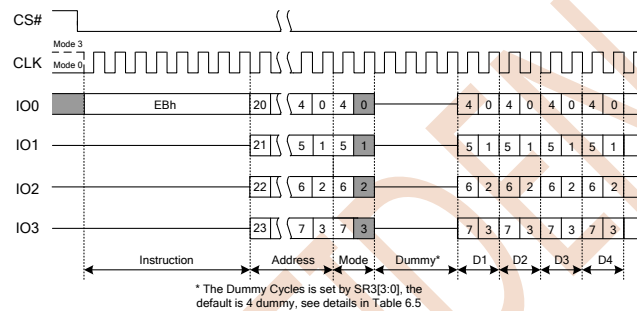 CS#
Mode 3
CLK Mode 0
IO0 EBh 20 4 0 4 0 4 0 4 0 4 0 4 0
IO1 21 5 1 5 1 5 1 5 1 5 1 5 1
IO2 22 6 2 6 2 6 2 6 2 6 2 6 2
IO3 23 7 3 7 3 7 3 7 3 7 3 7 3
Instruction Address Mode Dummy* D1 D2 D3 D4
* The Dummy Cycles is set by SR3[3:0], the
default is 4 dummy, see details in Table 6.5